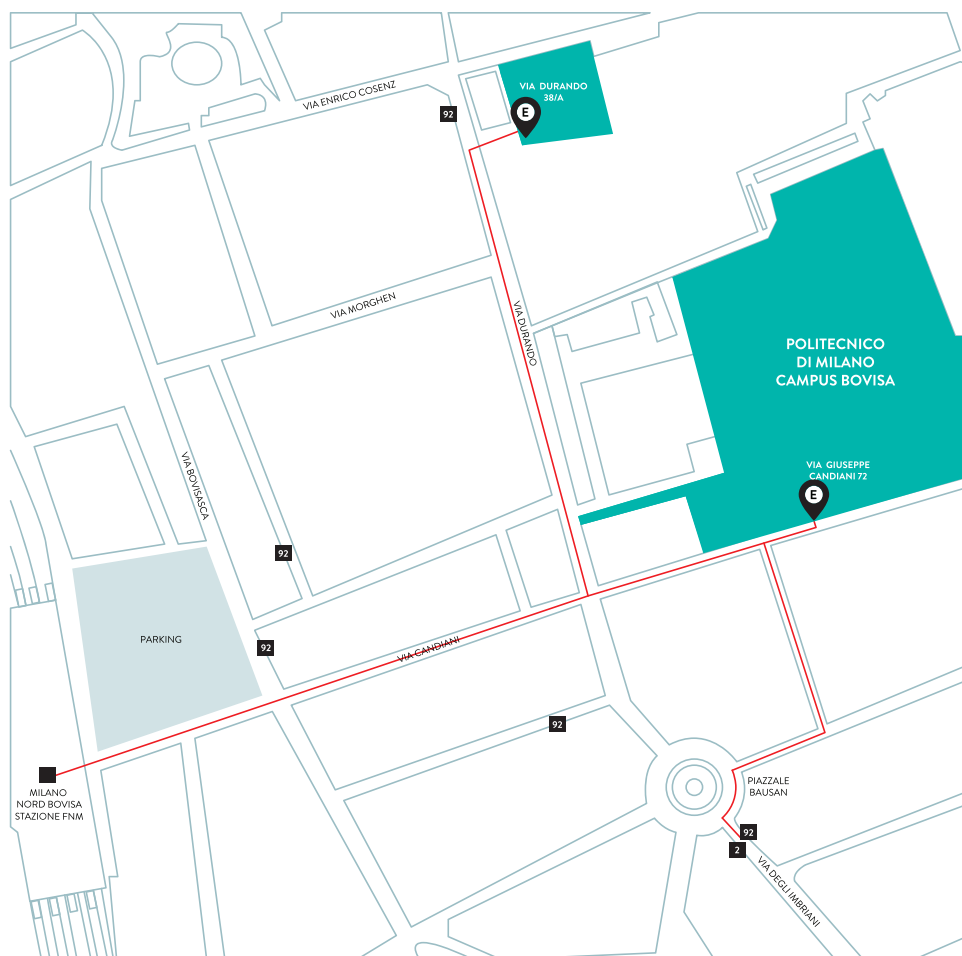 VIA DURANDO
38/A
E
VIA ENRICO COSENZ
92
VIA MORGHEN
VIA DURANDO
POLITECNICO
DI MILANO
CAMPUS BOVISA
VIA GIUSEPPE
CANDIANI 72
E
VIA BOVISASCA
92
PARKING
92
VIA CANDIANI
92
MILANO
NORD BOVISA
STAZIONE FNM
PIAZZALE
BAUSAN
92
2
VIA DEGLI IMBRIANI